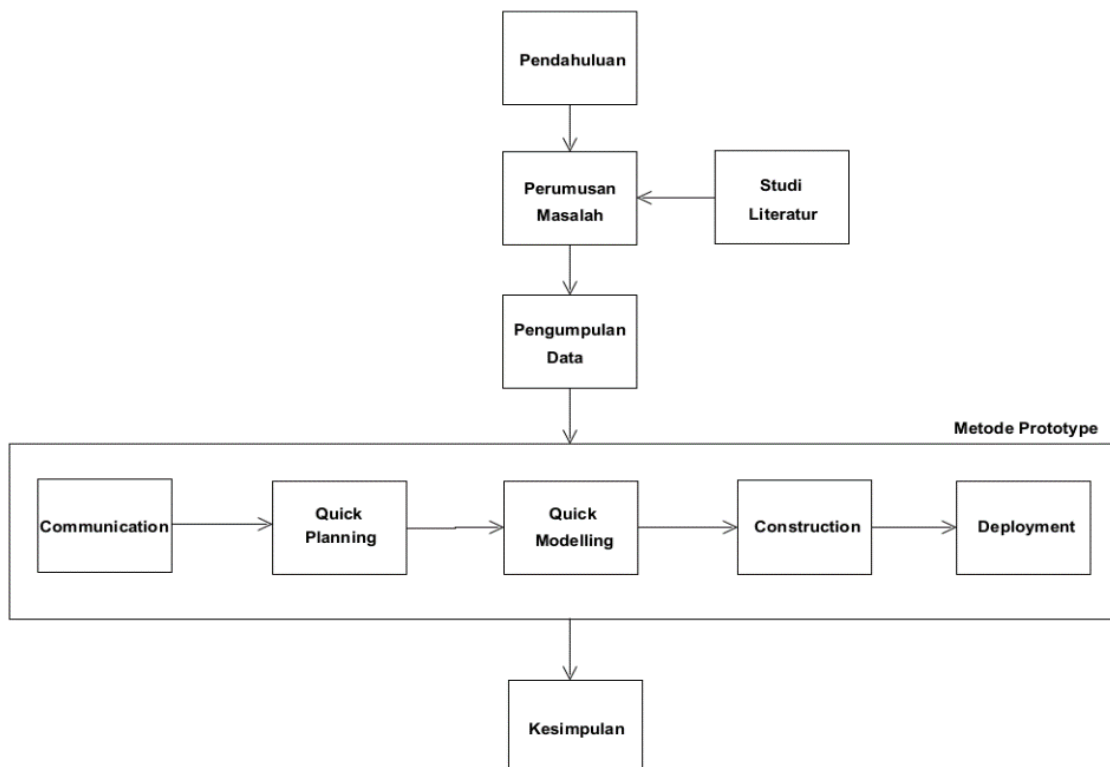 Pendahuluan
Perumusan
Masalah
Studi
Literatur
Pengumpulan
Data
Metode Prototype
Communication
Quick
Planning
Quick
Modelling
Construction
Deployment
Kesimpulan